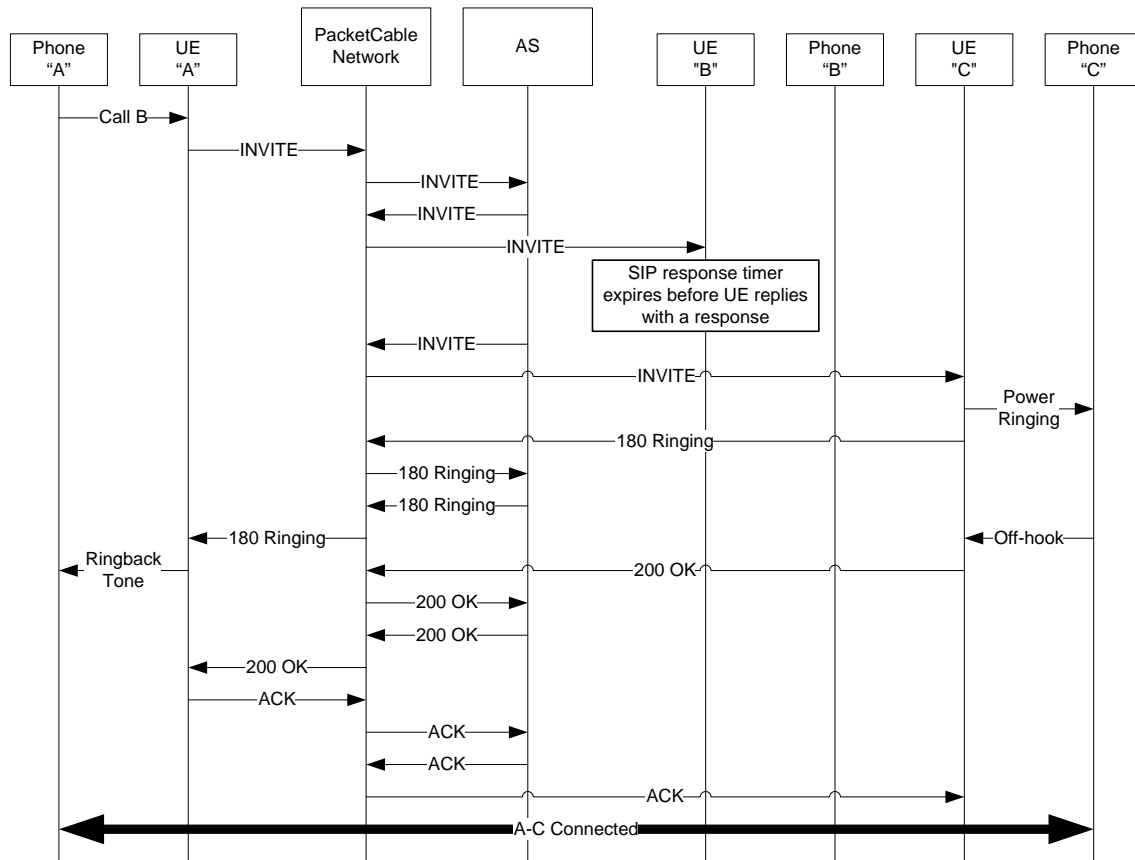 Phone
“A”
UE
“A”
PacketCable
Network
AS
UE
"B"
Phone
“B”
UE
"C"
Phone
“C”
Call B
INVITE
INVITE
INVITE
INVITE
SIP response timer
expires before UE replies
with a response
INVITE
INVITE
Power
Ringing
180 Ringing
180 Ringing
180 Ringing
180 Ringing
Off-hook
Ringback
Tone
200 OK
200 OK
200 OK
200 OK
ACK
ACK
ACK
ACK
A-C Connected